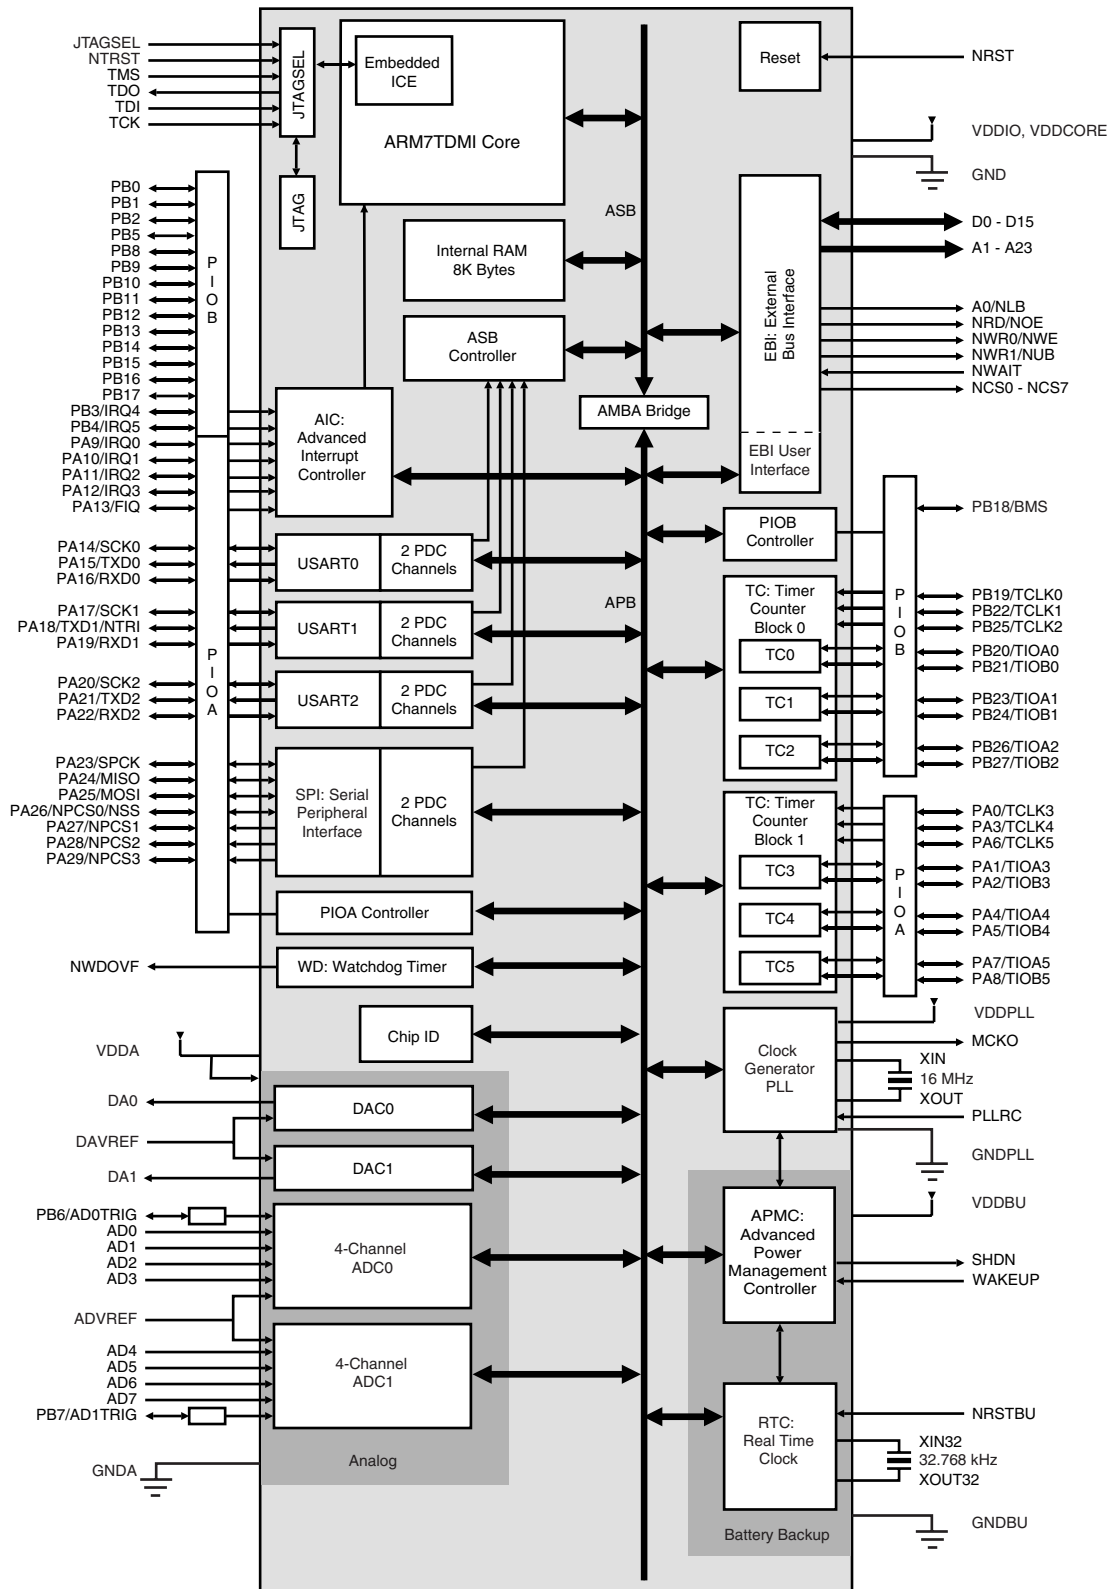 JTAGSEL
NTRST
TMS
TDO
TDI
TCK
JTAGSEL
Embedded
ICE
ARM7TDMI Core
JTAG
Reset
NRST
VDDIO, VDDCORE
GND
PB0
PB1
PB2
PB5
PB8
PB9
PB10
PB11
PB12
PB13
PB14
PB15
PB16
PB17
PB3/IRQ4
PB4/IRQ5
PA9/IRQ0
PA10/IRQ1
PA11/IRQ2
PA12/IRQ3
PA13/FIQ
PA14/SCK0
PA15/TXD0
PA16/RXD0
PA17/SCK1
PA18/TXD1/NTRI
PA19/RXD1
PA20/SCK2
PA21/TXD2
PA22/RXD2
PA23/SPCK
PA24/MISO
PA25/MOSI
PA26/NPCS0/NSS
PA27/NPCS1
PA28/NPCS2
PA29/NPCS3
P
I
O
B
P
I
O
A
ASB
Internal RAM
8K Bytes
ASB
Controller
AMBA Bridge
AIC:
Advanced
Interrupt
Controller
USART0
2 PDC
Channels
APB
USART1
2 PDC
Channels
USART2
2 PDC
Channels
SPI: Serial
Peripheral
Interface
2 PDC
Channels
PIOA Controller
NWDOVF
WD: Watchdog Timer
Chip ID
EBI: External
Bus Interface
EBI User
Interface
D0 - D15
A1 - A23
A0/NLB
NRD/NOE
NWR0/NWE
NWR1/NUB
NWAIT
NCS0 - NCS7
PIOB
Controller
PB18/BMS
TC: Timer
Counter
Block 0
TC0
TC1
TC2
P
I
O
B
PB19/TCLK0
PB22/TCLK1
PB25/TCLK2
PB20/TIOA0
PB21/TIOB0
PB23/TIOA1
PB24/TIOB1
PB26/TIOA2
PB27/TIOB2
TC: Timer
Counter
Block 1
TC3
TC4
TC5
P
I
O
A
PA0/TCLK3
PA3/TCLK4
PA6/TCLK5
PA1/TIOA3
PA2/TIOB3
PA4/TIOA4
PA5/TIOB4
PA7/TIOA5
PA8/TIOB5
VDDA
DA0
DAVREF
DA1
PB6/AD0TRIG
AD0
AD1
AD2
AD3
ADVREF
AD4
AD5
AD6
AD7
PB7/AD1TRIG
GNDA
DAC0
DAC1
4-Channel
ADC0
4-Channel
ADC1
Analog
Clock
Generator
PLL
VDDPLL
MCKO
XIN
16 MHz
XOUT
PLLRC
GNDPLL
VDDBU
APMC:
Advanced
Power
Management
Controller
SHDN
WAKEUP
RTC:
Real Time
Clock
NRSTBU
XIN32
32.768 kHz
XOUT32
Battery Backup
GNDBU